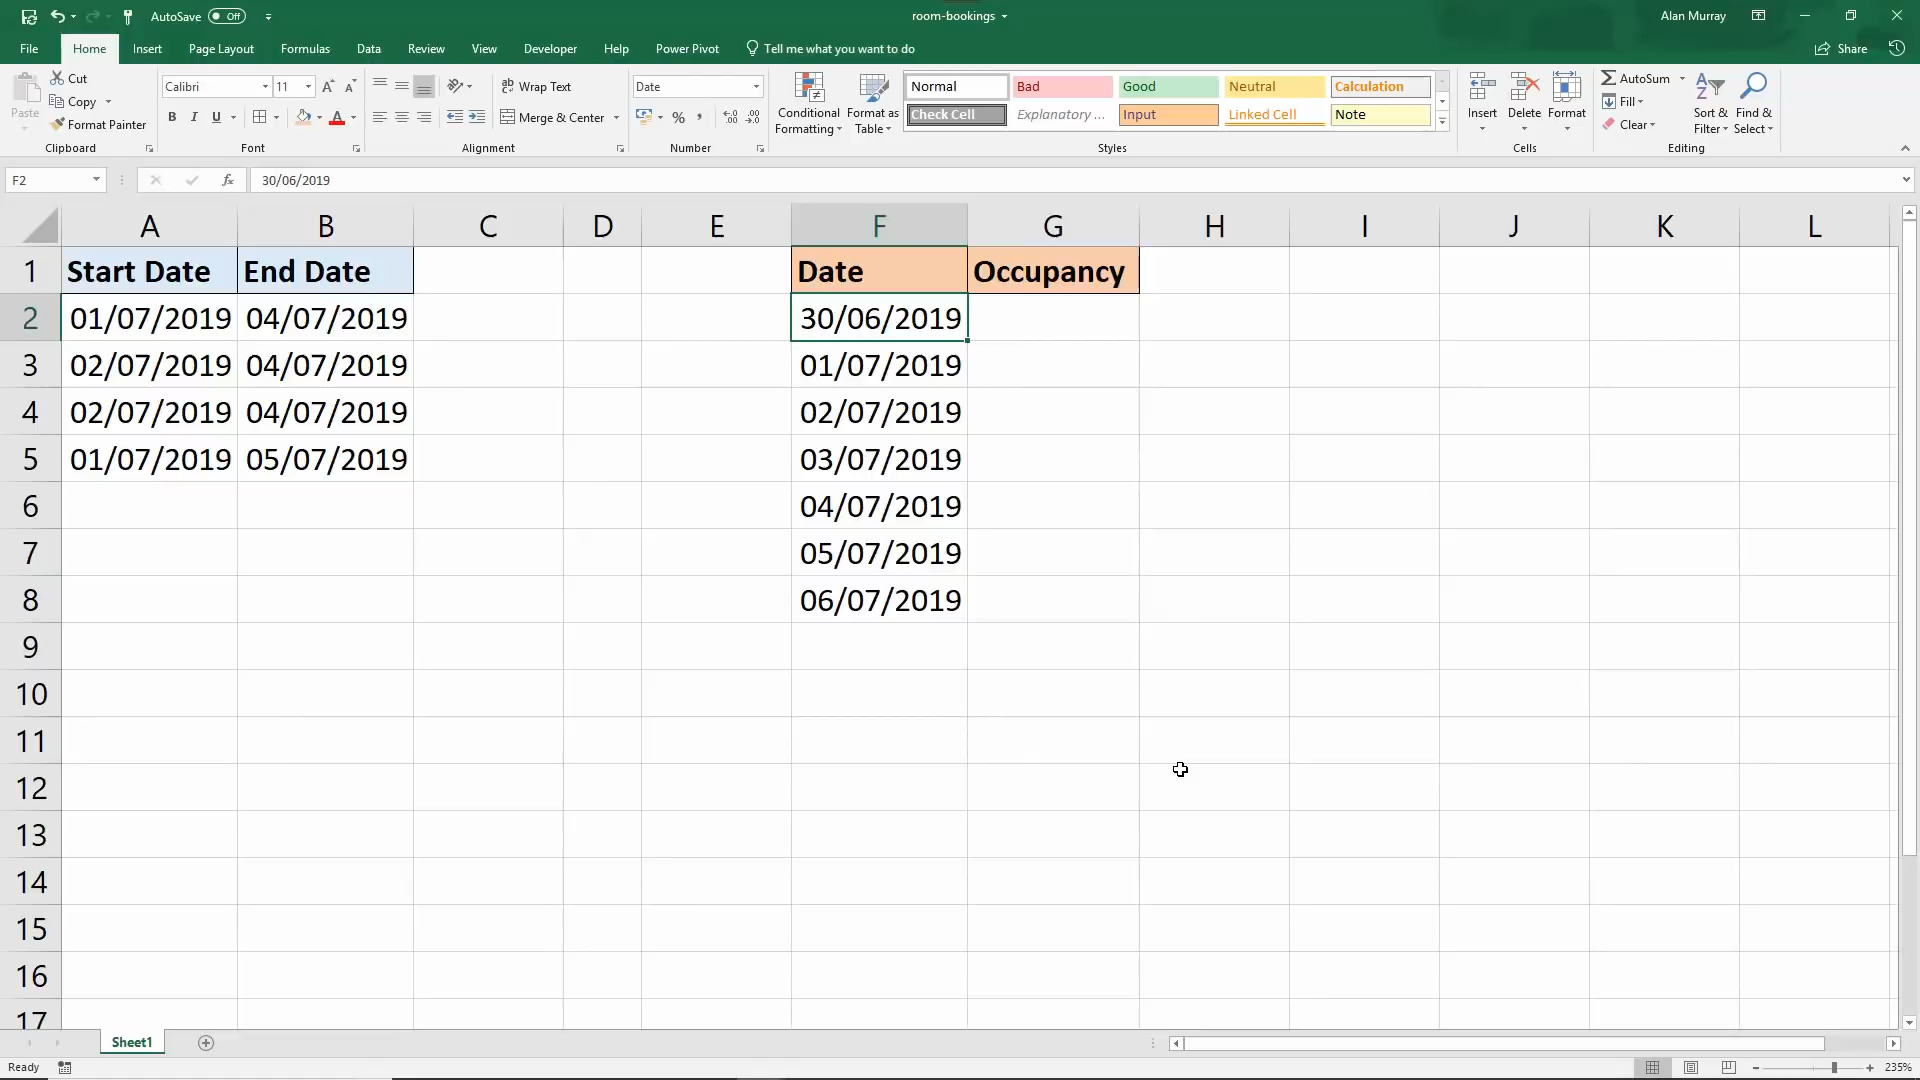 AutoSave Off
room-bookings
Alan Murray
File Home Insert Page Layout Formulas Data Review View Developer Help Power Pivot Tell me what you want to do Share
Cut
Copy
Format Painter
Paste
Clipboard
Calibri 11
B I U A
Font
Wrap Text
Merge & Center
Alignment
Date
%
Number
Conditional Formatting
Format as Table
Normal Bad Good Neutral Calculation
Check Cell Explanatory ... Input Linked Cell Note
Styles
Insert Delete Format
Cells
AutoSum
Fill
Clear
Sort & Filter
Find & Select
Editing
F2 fx 30/06/2019
A B C D E F G H I J K L
1 Start Date End Date Date Occupancy
2 01/07/2019 04/07/2019 30/06/2019
3 02/07/2019 04/07/2019 01/07/2019
4 02/07/2019 04/07/2019 02/07/2019
5 01/07/2019 05/07/2019 03/07/2019
6 04/07/2019
7 05/07/2019
8 06/07/2019
9
10
11
12
13
14
15
16
17
Sheet1
Ready
235%